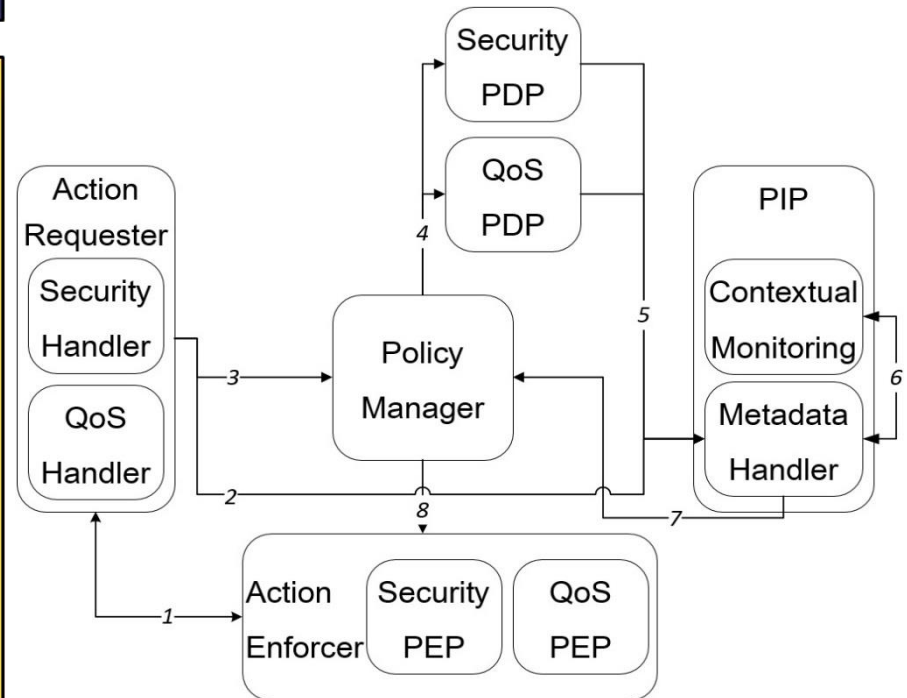 Security
PDP
QoS
PDP
4
Action
Requester
Security
Handler
QoS
Handler
3
2
Policy
Manager
5
PIP
Contextual
Monitoring
6
Metadada
Handler
7
8
1
Action
Enforcer
Security
PEP
QoS
PEP